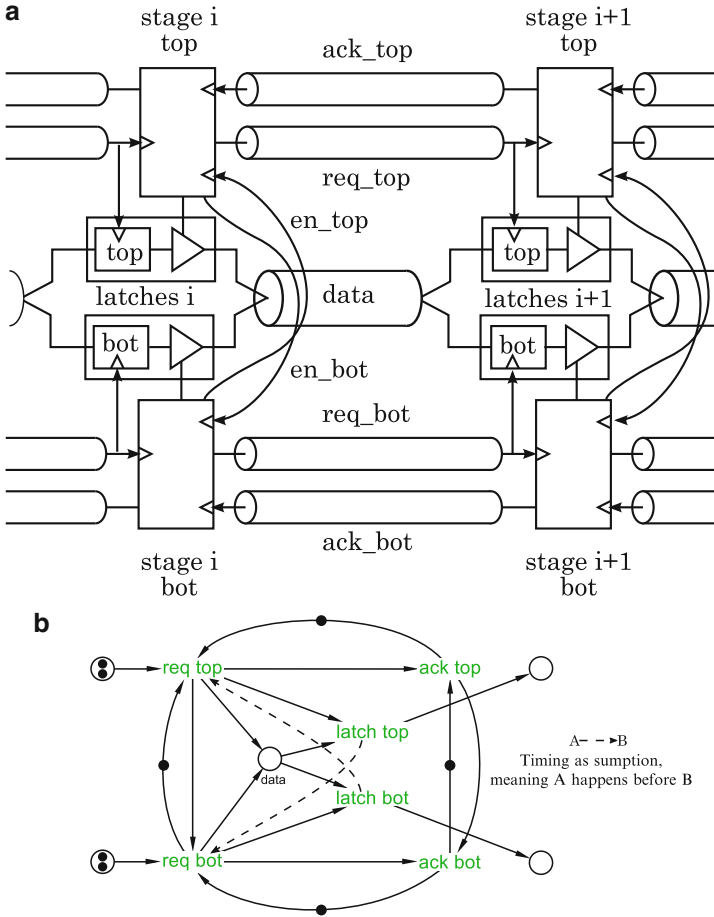 a
stage i
top
stage i+1
top
ack_top
req_top
en_top
top
top
latches i
data
latches i+1
bot
bot
en_bot
req_bot
ack_bot
stage i
bot
stage i+1
bot
b
req top
ack top
latch top
data
latch bot
req bot
ack bot
A B
Timing as sumption,
meaning A happens before B